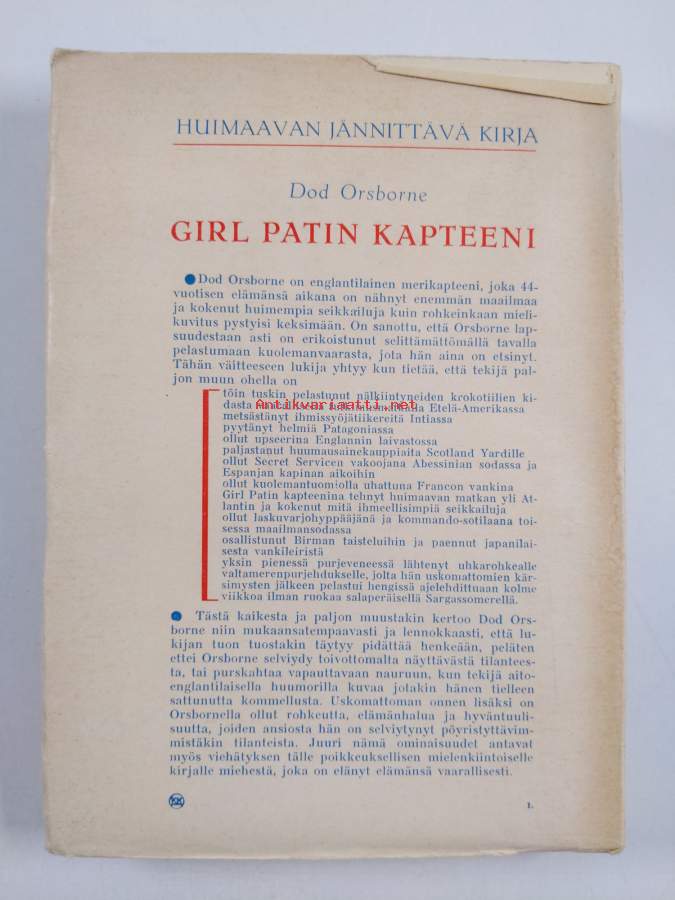 HUIMAAVAN JÄNNITTÄVÄ KIRJA
Dod Orsborne
GIRL PATIN KAPTEENI
● Dod Orsborne on englantilainen merikapteeni, joka 44-
vuotisen elämänsä aikana on nähnyt enemmän maailmaa
ja kokenut huimempia seikkailuja kuin rohkeinkaan mieli-
kuvitus pystyisi keksimään. On sanottu, että Orsborne lap-
suudestaan asti on erikoistunut selittämättömällä tavalla
pelastumaan kuolemanvaarasta, jota hän aina on etsinyt.
Tähän väitteeseen lukija yhtyy kun tietää, että tekijä pal-
jon muun ohella on
töin tuskin pelastunut nälkiintyneiden krokotiilien ki-
dasta Etelä-Amerikassa
Antikvariaatti.net
metsästänyt ihmissyöjätiikereitä Intiassa
pyytänyt helmiä Patagoniassa
ollut upseerina Englannin laivastossa
paljastanut huumausainekauppiaita Scotland Yardille
ollut Secret Servicen vakoojana Abessinian sodassa ja
Espanjan kapinan aikoihin
ollut kuolemantuomiolla uhattuna Francon vankina
Girl Patin kapteenina tehnyt huimaavan matkan yli At-
lantin ja kokenut mitä ihmeellisimpiä seikkailuja
ollut laskuvarjohyppääjänä ja kommando-sotilaana toi-
sessa maailmansodassa
osallistunut Birman taisteluihin ja paennut japanilai-
sesta vankileiristä
yksin pienessä purjeveneessä lähtenyt uhkarohkealle
valtamerenpurjehdukselle, jolta hän uskomattomien kär-
simysten jälkeen pelastui hengissä ajelehdittuaan kolme
viikkoa ilman ruokaa salaperäisellä Sargassomerellä.
● Tästä kaikesta ja paljon muustakin kertoo Dod Ors-
borne niin mukaansatempaavasti ja lennokkaasti, että lu-
kijan tuon tuostakin täytyy pidättää henkeään, peläten
ettei Orsborne selviydy toivottomalta näyttävästä tilantees-
ta, tai purskahtaa vapauttavaan nauruun, kun tekijä aito-
englantilaisella huumorilla kuvaa jotakin hänen tielleen
sattunutta kommellusta. Uskomattoman onnen lisäksi on
Orsbornella ollut rohkeutta, elämänhalua ja hyväntuuli-
suutta, joiden ansiosta hän on selviytynyt pöyristyttävim-
mistäkin tilanteista. Juuri nämä ominaisuudet antavat
myös viehätyksen tälle poikkeuksellisen mielenkiintoiselle
kirjalle miehestä, joka on elänyt elämänsä vaarallisesti.
1.